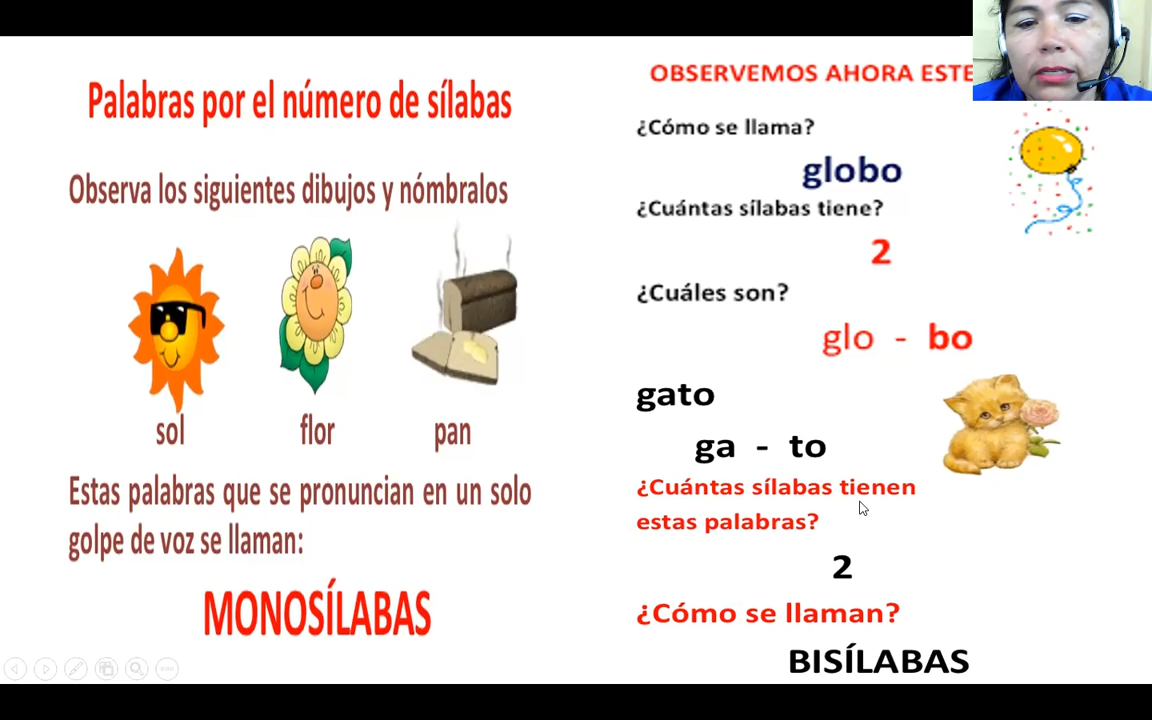 Palabras por el número de sílabas
Observa los siguientes dibujos y nómbralos
sol flor pan
Estas palabras que se pronuncian en un solo
golpe de voz se llaman:
MONOSÍLABAS
OBSERVEMOS AHORA ESTE
¿Cómo se llama?
globo
¿Cuántas sílabas tiene?
2
¿Cuáles son?
glo - bo
gato
ga - to
¿Cuántas sílabas tienen
estas palabras?
2
¿Cómo se llaman?
BISÍLABAS